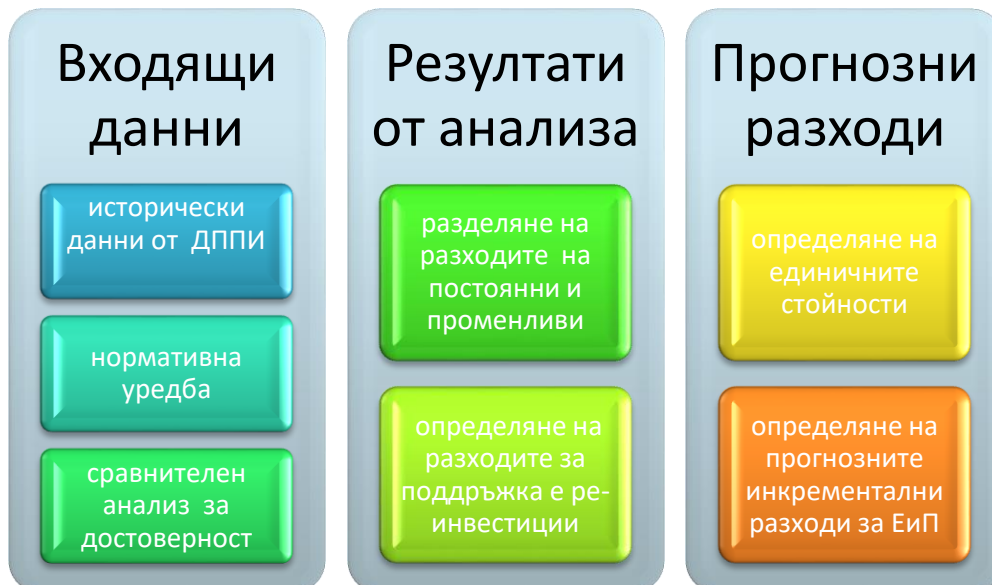 Входящи
данни
исторически
данни от ДППИ
нормативна
уредба
сравнителен
анализ за
достоверност
Резултати
от анализа
разделяне на
разходите на
постоянни и
променливи
определяне на
разходите за
поддръжка е ре-
инвестиции
Прогнозни
разходи
определяне на
единичните
стойности
определяне на
прогнозните
инкрементални
разходи за ЕиП